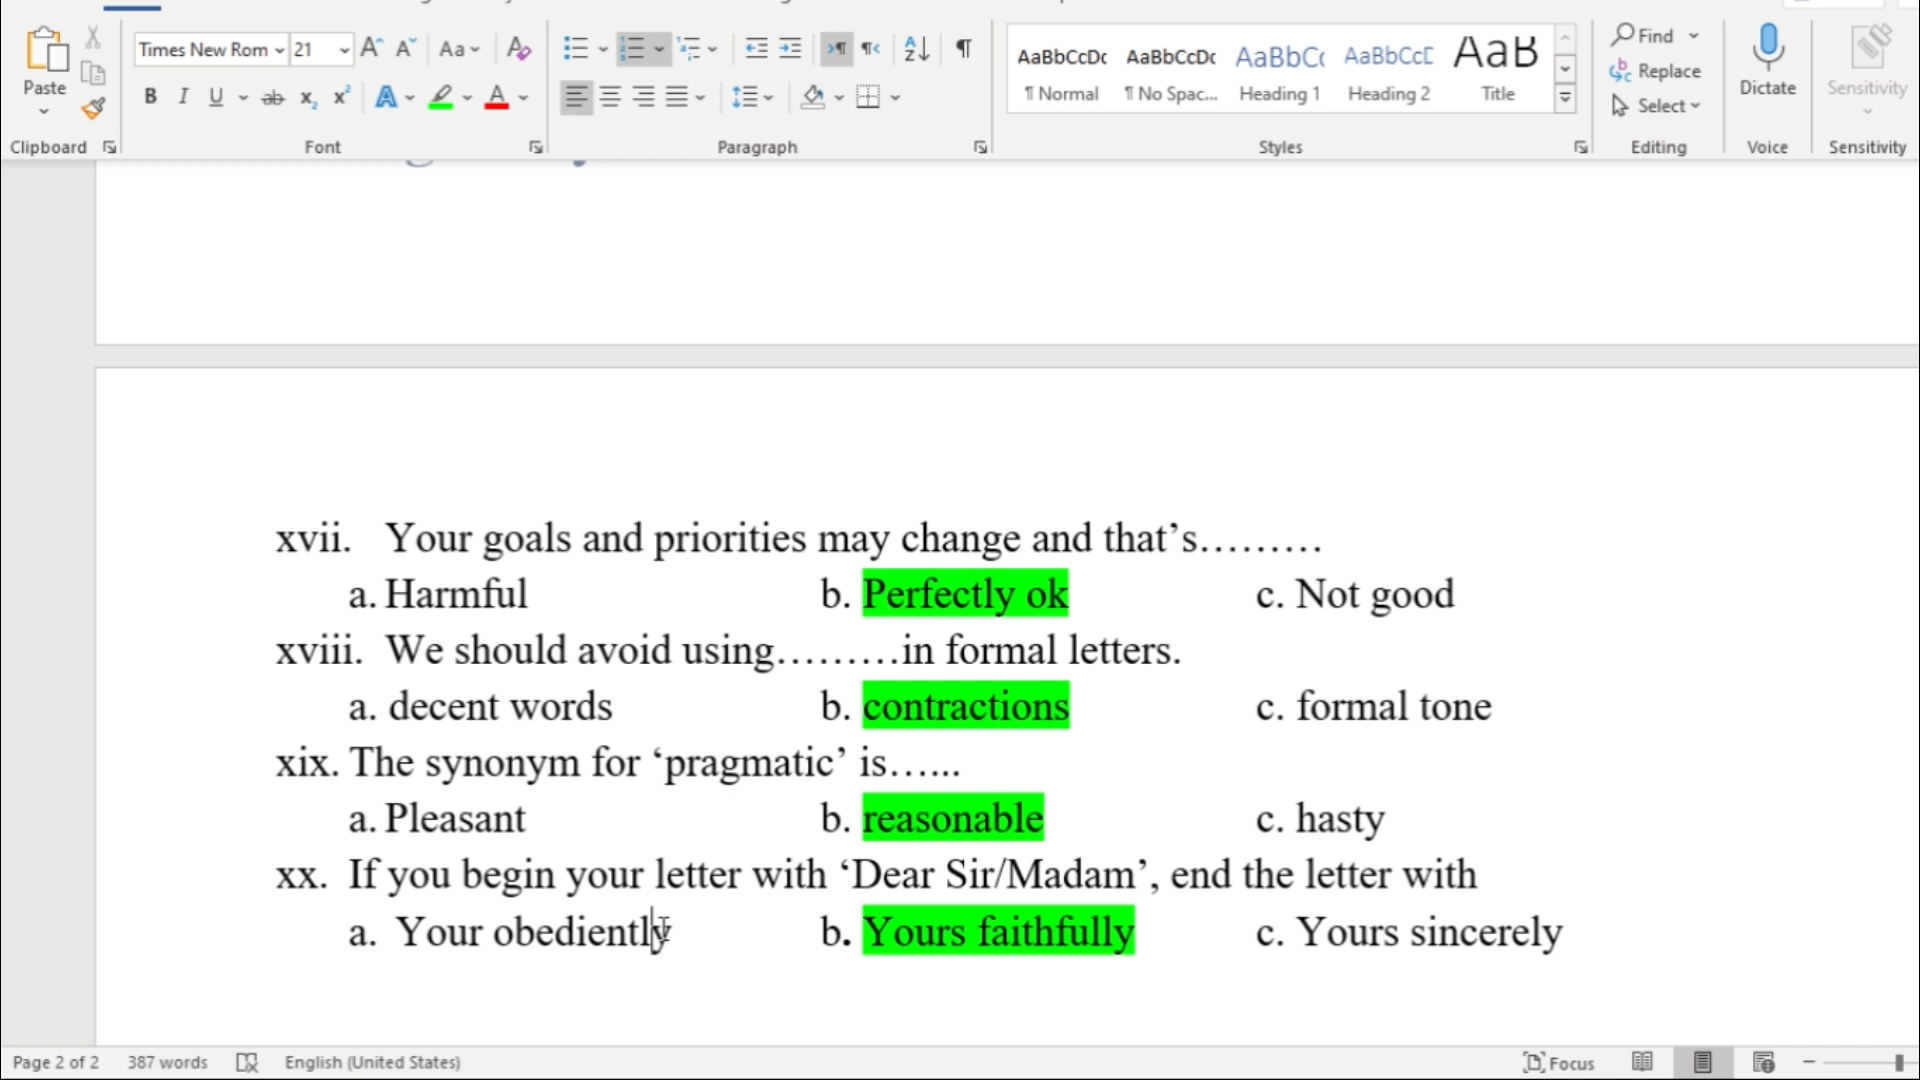 Times New Rom 21
Aa
Find
Replace
Select
Paste
B I U ab x2 x2 A A
AaBbCcDc AaBbCcDc AaBbC AaBbCcD AaB
¶ Normal ¶ No Spac... Heading 1 Heading 2 Title
Dictate Sensitivity
Clipboard Font Paragraph Styles Editing Voice Sensitivity
xvii. Your goals and priorities may change and that’s………
a. Harmful b. Perfectly ok c. Not good
xviii. We should avoid using………in formal letters.
a. decent words b. contractions c. formal tone
xix. The synonym for ‘pragmatic’ is…...
a. Pleasant b. reasonable c. hasty
xx. If you begin your letter with ‘Dear Sir/Madam’, end the letter with
a. Your obediently b. Yours faithfully c. Yours sincerely
Page 2 of 2 387 words English (United States) Focus